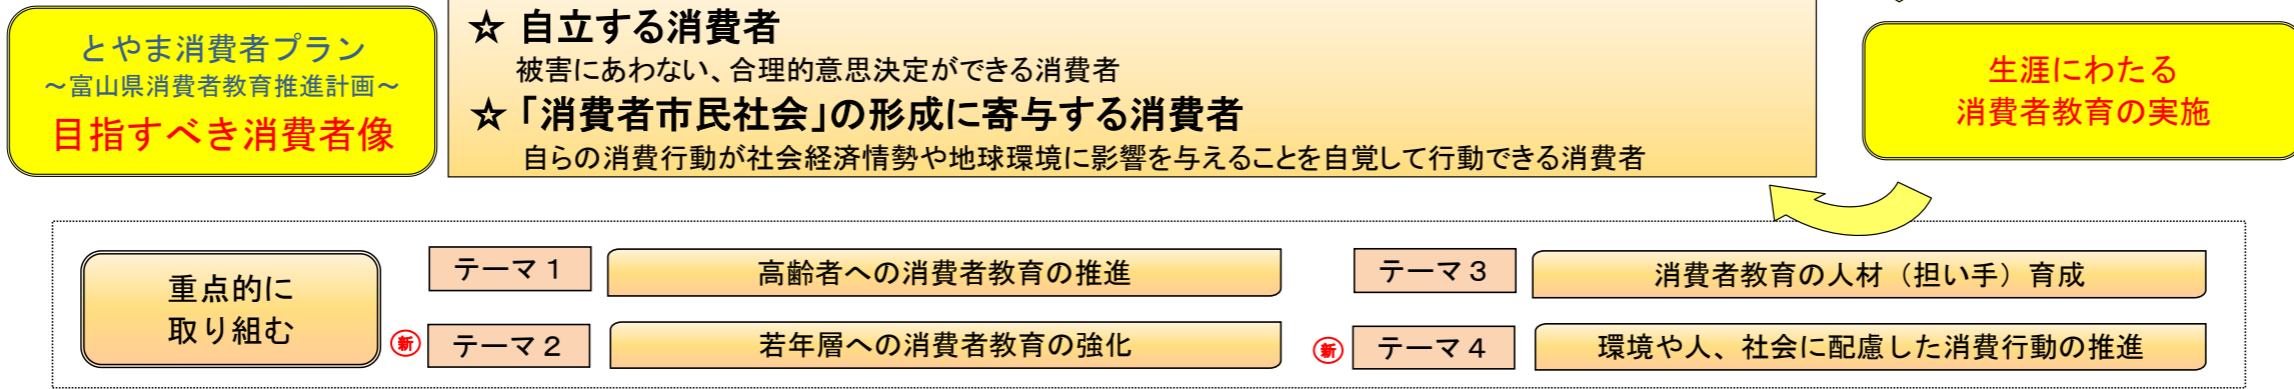 とやま消費者プラン
～富山県消費者教育推進計画～
目指すべき消費者像
☆ 自立する消費者
被害にあわない、合理的意思決定ができる消費者
☆「消費者市民社会」の形成に寄与する消費者
自らの消費行動が社会経済情勢や地球環境に影響を与えることを自覚して行動できる消費者
生涯にわたる
消費者教育の実施
重点的に
取り組む
テーマ１
高齢者への消費者教育の推進
新
テーマ２
若年層への消費者教育の強化
テーマ３
消費者教育の人材（担い手）育成
新
テーマ４
環境や人、社会に配慮した消費行動の推進